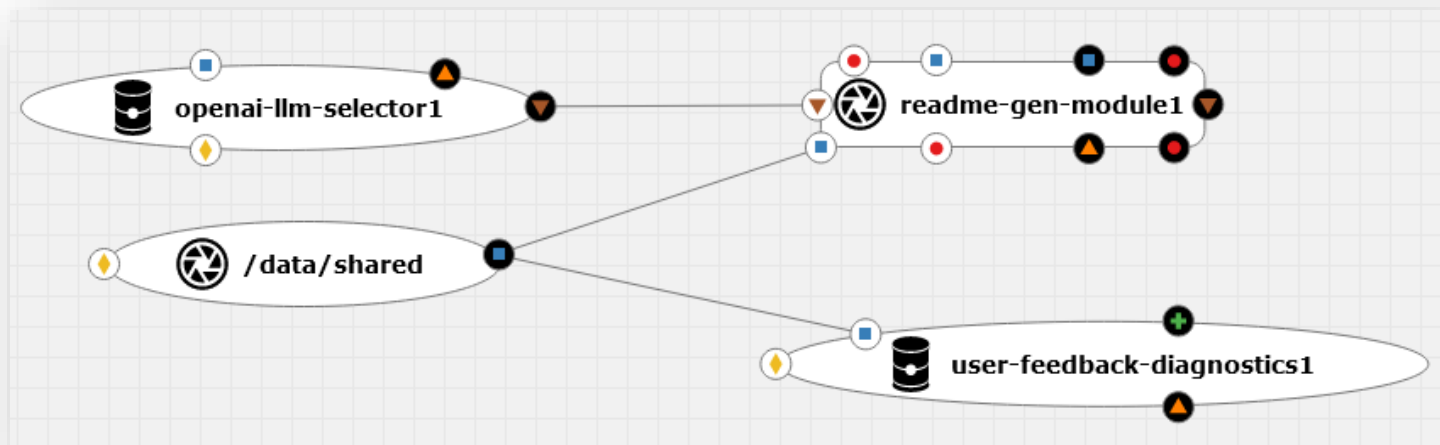 openai-llm-selector1
readme-gen-module1
/data/shared
user-feedback-diagnostics1